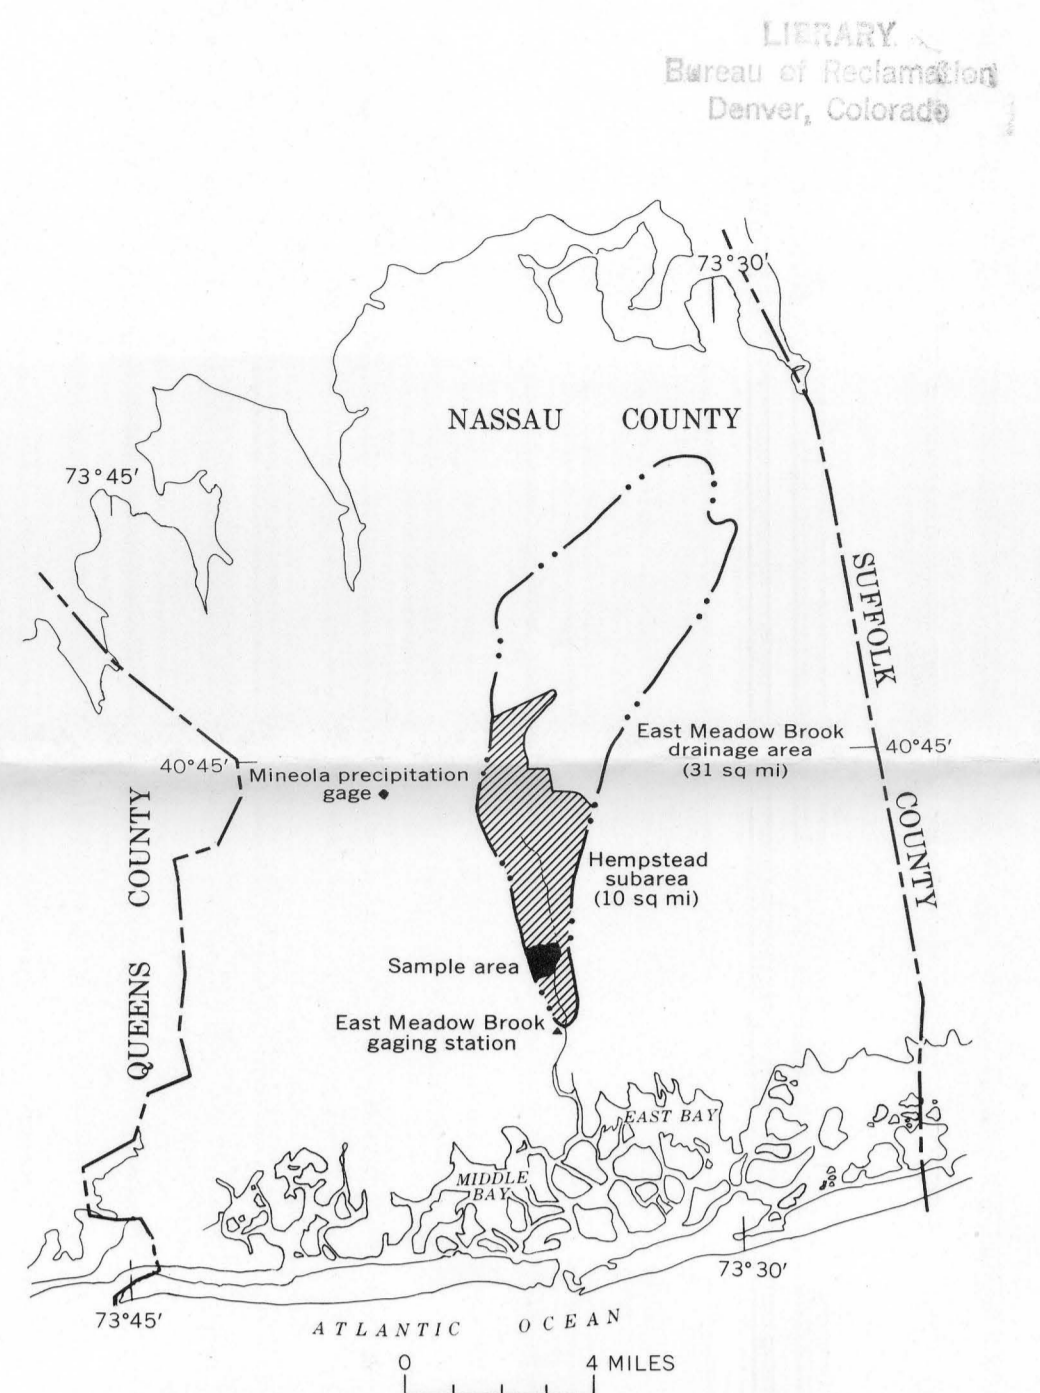 LIBRARY
Bureau of Reclamation
Denver, Colorado
73°30′
NASSAU COUNTY
73°45′
SUFFOLK COUNTY
East Meadow Brook
drainage area
(31 sq mi)
40°45′
40°45′
Mineola precipitation
gage
QUEENS COUNTY
Hempstead
subarea
(10 sq mi)
Sample area
East Meadow Brook
gaging station
EAST BAY
MIDDLE
BAY
73°30′
73°45′
ATLANTIC OCEAN
0 4 MILES